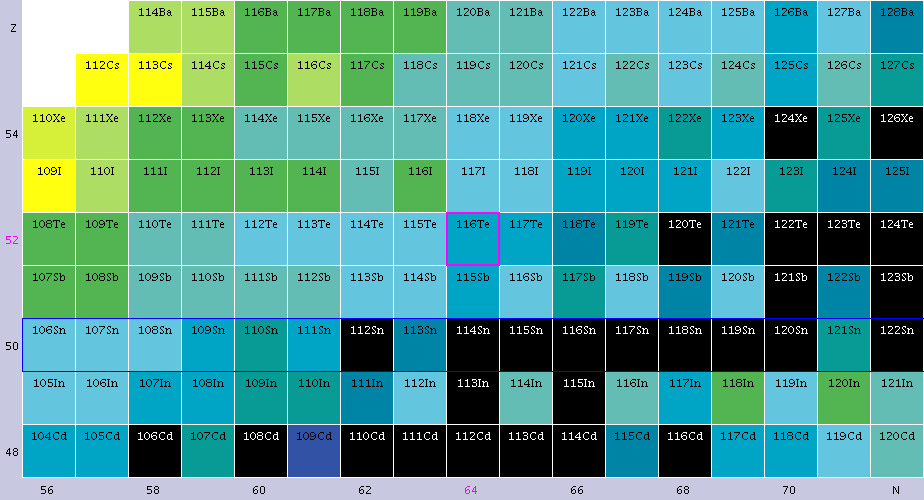 Z 114Ba 115Ba 116Ba 117Ba 118Ba 119Ba 120Ba 121Ba 122Ba 123Ba 124Ba 125Ba 126Ba 127Ba 128Ba
112Cs 113Cs 114Cs 115Cs 116Cs 117Cs 118Cs 119Cs 120Cs 121Cs 122Cs 123Cs 124Cs 125Cs 126Cs 127Cs
54 110Xe 111Xe 112Xe 113Xe 114Xe 115Xe 116Xe 117Xe 118Xe 119Xe 120Xe 121Xe 122Xe 123Xe 124Xe 125Xe 126Xe
109I 110I 111I 112I 113I 114I 115I 116I 117I 118I 119I 120I 121I 122I 123I 124I 125I
52 108Te 109Te 110Te 111Te 112Te 113Te 114Te 115Te 116Te 117Te 118Te 119Te 120Te 121Te 122Te 123Te 124Te
107Sb 108Sb 109Sb 110Sb 111Sb 112Sb 113Sb 114Sb 115Sb 116Sb 117Sb 118Sb 119Sb 120Sb 121Sb 122Sb 123Sb
50 106Sn 107Sn 108Sn 109Sn 110Sn 111Sn 112Sn 113Sn 114Sn 115Sn 116Sn 117Sn 118Sn 119Sn 120Sn 121Sn 122Sn
105In 106In 107In 108In 109In 110In 111In 112In 113In 114In 115In 116In 117In 118In 119In 120In 121In
48 104Cd 105Cd 106Cd 107Cd 108Cd 109Cd 110Cd 111Cd 112Cd 113Cd 114Cd 115Cd 116Cd 117Cd 118Cd 119Cd 120Cd
56 58 60 62 64 66 68 70 N